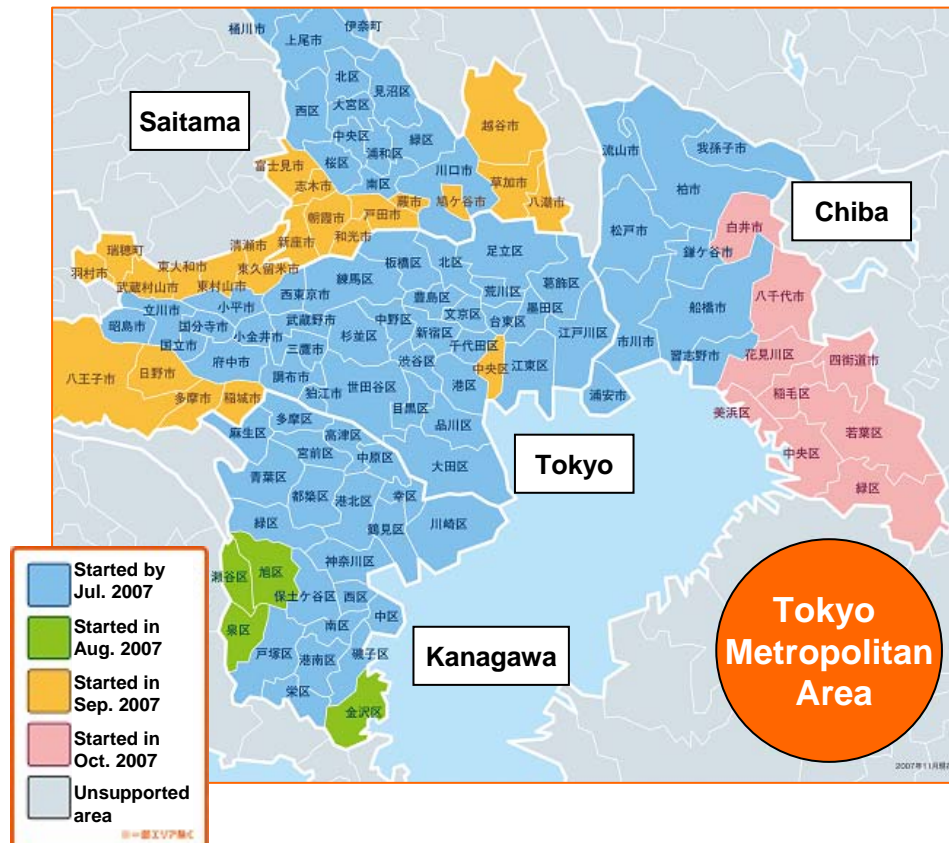 桶川市
伊奈町
上尾市
北区
見沼区
大宮区
西区
Saitama
中央区
緑区
浦和区
桜区
南区
川口市
越谷市
草加市
八潮市
鳩ケ谷市
富士見市
志木市
蕨市
戸田市
朝霞市
和光市
新座市
清瀬市
東久留米市
瑞穂町
羽村市
東大和市
武蔵村山市
東村山市
流山市
我孫子市
柏市
Chiba
松戸市
白井市
鎌ケ谷市
八千代市
船橋市
市川市
習志野市
花見川区
四街道市
稲毛区
浦安市
美浜区
若葉区
中央区
緑区
足立区
板橋区
北区
練馬区
葛飾区
荒川区
豊島区
西東京市
文京区
墨田区
台東区
立川市
小平市
昭島市
国分寺市
小金井市
武蔵野市
杉並区
中野区
新宿区
千代田区
江戸川区
国立市
三鷹市
渋谷区
中央区
江東区
八王子市
日野市
府中市
調布市
狛江市
世田谷区
港区
目黒区
多摩市
稲城市
品川区
大田区
Tokyo
多摩区
麻生区
高津区
宮前区
中原区
青葉区
都築区
港北区
幸区
川崎区
緑区
鶴見区
神奈川区
瀬谷区
旭区
保土ケ谷区
西区
中区
泉区
南区
戸塚区
港南区
磯子区
栄区
金沢区
Kanagawa
Started by
Jul. 2007
Started in
Aug. 2007
Started in
Sep. 2007
Started in
Oct. 2007
Unsupported
area
※一部エリア除く
Tokyo
Metropolitan
Area
2007年11月現在